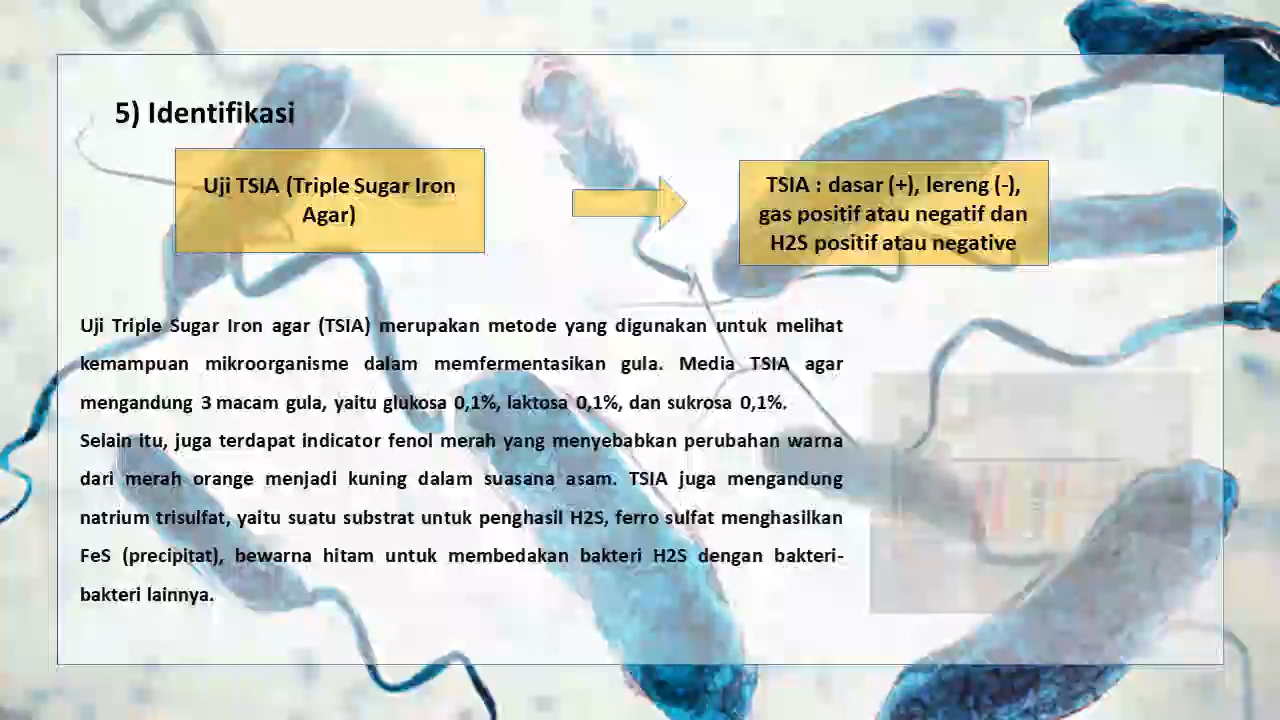 5) Identifikasi
Uji TSIA (Triple Sugar Iron
Agar)
TSIA : dasar (+), lereng (-),
gas positif atau negatif dan
H2S positif atau negative
Uji Triple Sugar Iron agar (TSIA) merupakan metode yang digunakan untuk melihat
kemampuan mikroorganisme dalam memfermentasikan gula. Media TSIA agar
mengandung 3 macam gula, yaitu glukosa 0,1%, laktosa 0,1%, dan sukrosa 0,1%.
Selain itu, juga terdapat indicator fenol merah yang menyebabkan perubahan warna
dari merah orange menjadi kuning dalam suasana asam. TSIA juga mengandung
natrium trisulfat, yaitu suatu substrat untuk penghasil H2S, ferro sulfat menghasilkan
FeS (precipitat), bewarna hitam untuk membedakan bakteri H2S dengan bakteri-
bakteri lainnya.